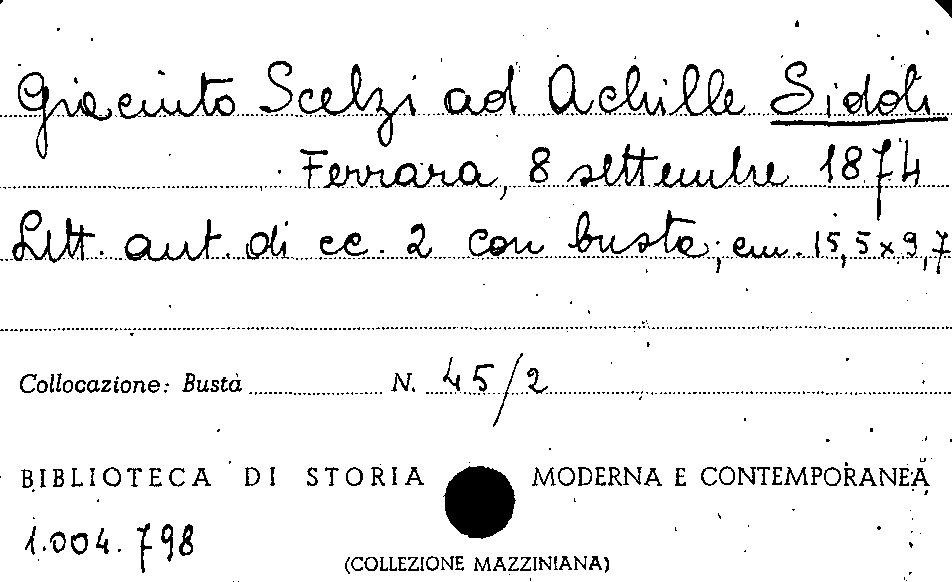 Giacinto Scelzi ad Achille Sidoli
Ferrara, 8 settembre 1874
Lett. aut. di cc. 2 con busta; cm. 15,5 x 9,7
Collocazione: Busta N. 45/2
BIBLIOTECA DI STORIA MODERNA E CONTEMPORANEA
1.004.798
(COLLEZIONE MAZZINIANA)